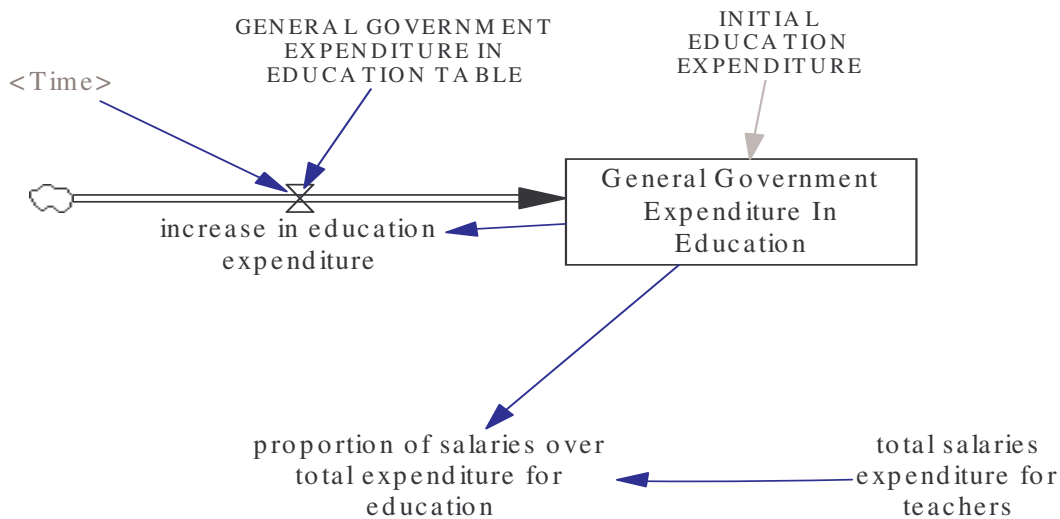 GENERAL GOVERNMENT
EXPENDITURE IN
EDUCATION TABLE
INITIAL
EDUCATION
EXPENDITURE
<Time>
General Government
Expenditure In
Education
increase in education
expenditure
proportion of salaries over
total expenditure for
education
total salaries
expenditure for
teachers